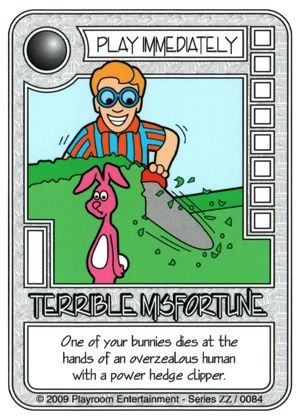 PLAY IMMEDIATELY
TERRIBLE MISFORTUNE
One of your bunnies dies at the
hands of an overzealous human
with a power hedge clipper.
© 2009 Playroom Entertainment - Series ZZ / 0084